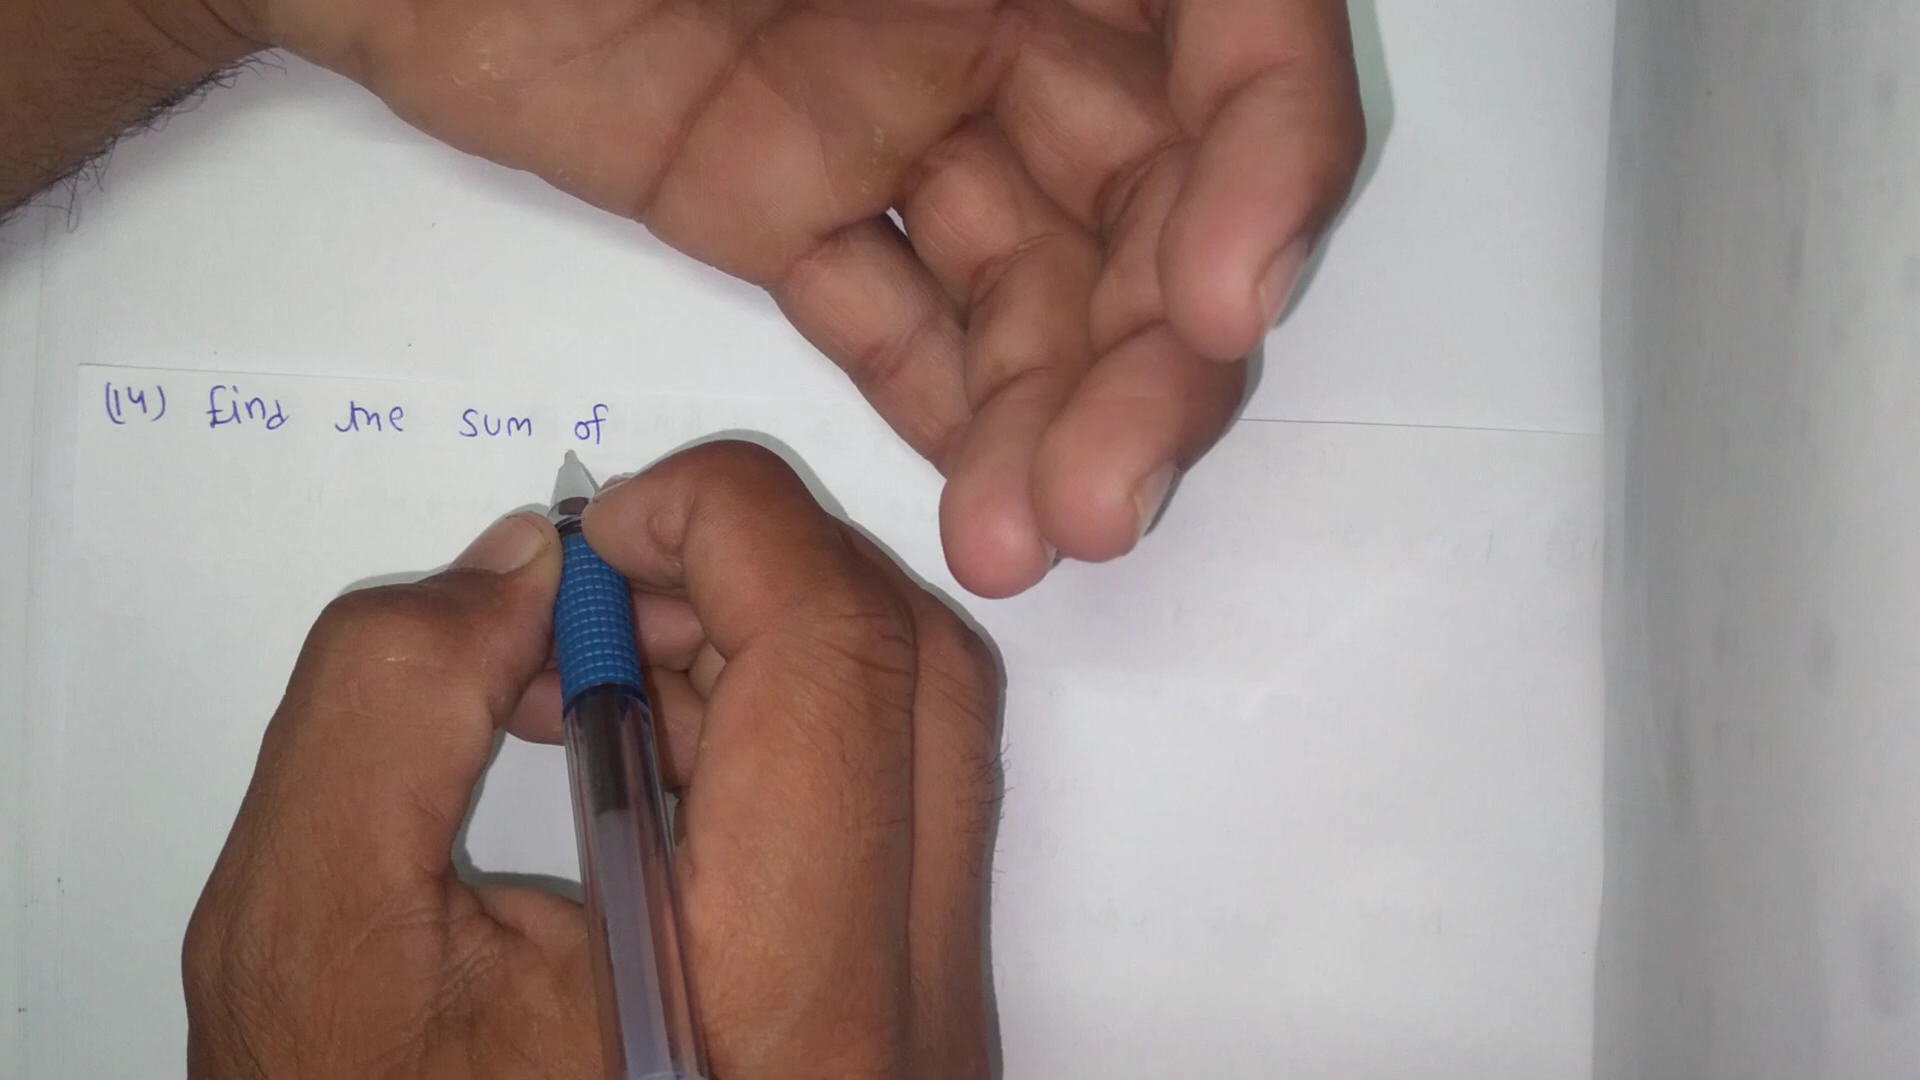 (14) find the sum of